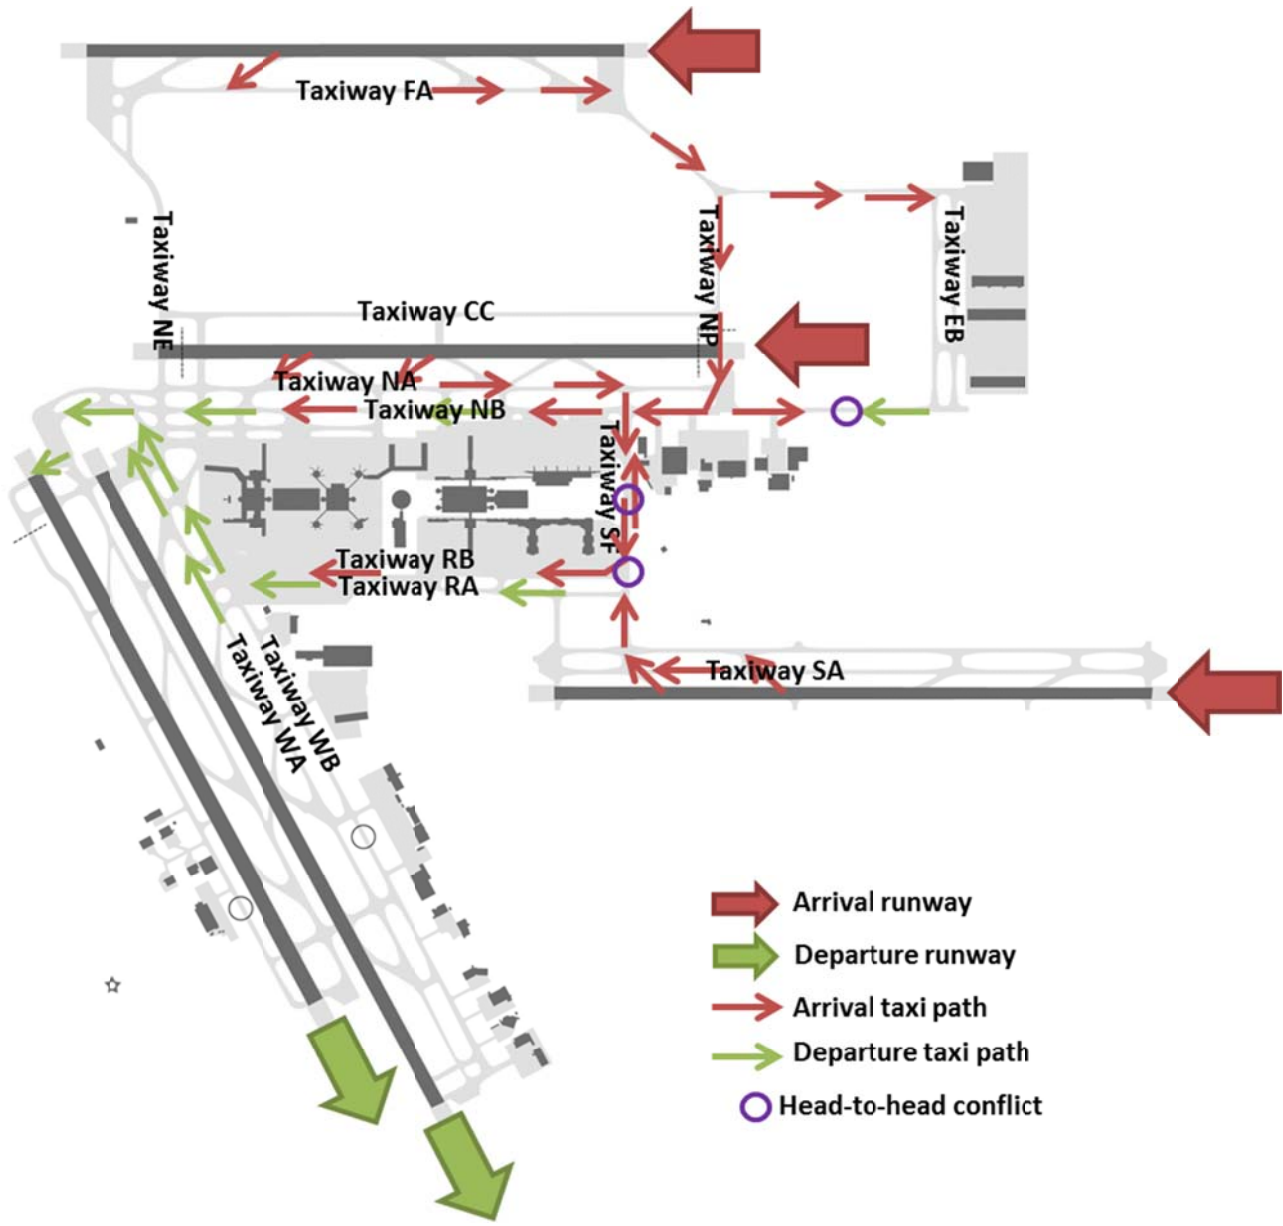 Taxiway FA
Taxiway NE
Taxiway NP
Taxiway EB
Taxiway CC
Taxiway NA
Taxiway NB
Taxiway SF
Taxiway RB
Taxiway RA
Taxiway WB
Taxiway WA
Taxiway SA
Arrival runway
Departure runway
Arrival taxi path
Departure taxi path
Head-to-head conflict